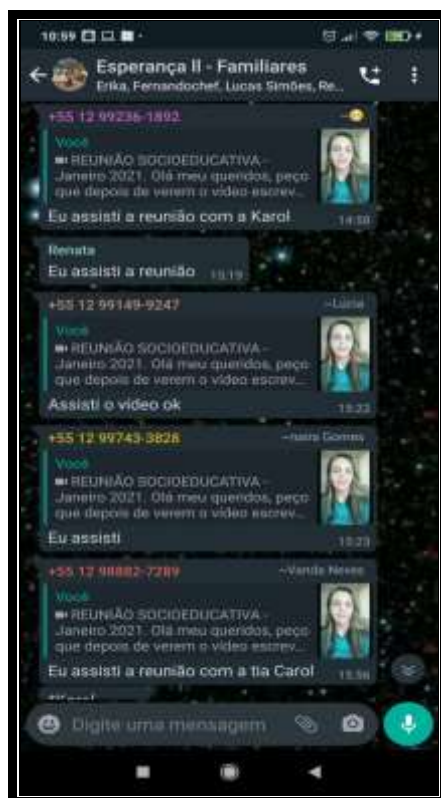 10:59
Esperança II - Familiares
Erika, Fernandochef, Lucas Simões, Re...
+55 12 99236-1892
Você
REUNIÃO SOCIOEDUCATIVA -
Janeiro 2021. Olá meu queridos, peço
que depois de verem o vídeo escrev...
Eu assisti a reunião com a Karol
14:58
Renata
Eu assisti a reunião
15:19
+55 12 99149-9247
~Lucia
Você
REUNIÃO SOCIOEDUCATIVA -
Janeiro 2021. Olá meu queridos, peço
que depois de verem o vídeo escrev...
Assisti o video ok
15:23
+55 12 99743-3828
Gomes
Você
REUNIÃO SOCIOEDUCATIVA -
Janeiro 2021. Olá meu queridos, peço
que depois de verem o vídeo escrev...
Eu assisti
15:23
+55 12 98882-7289
~Vanda Neves
Você
REUNIÃO SOCIOEDUCATIVA -
Janeiro 2021. Olá meu queridos, peço
que depois de verem o vídeo escrev...
Eu assisti a reunião com a tia Carol
15:56
Digite uma mensagem